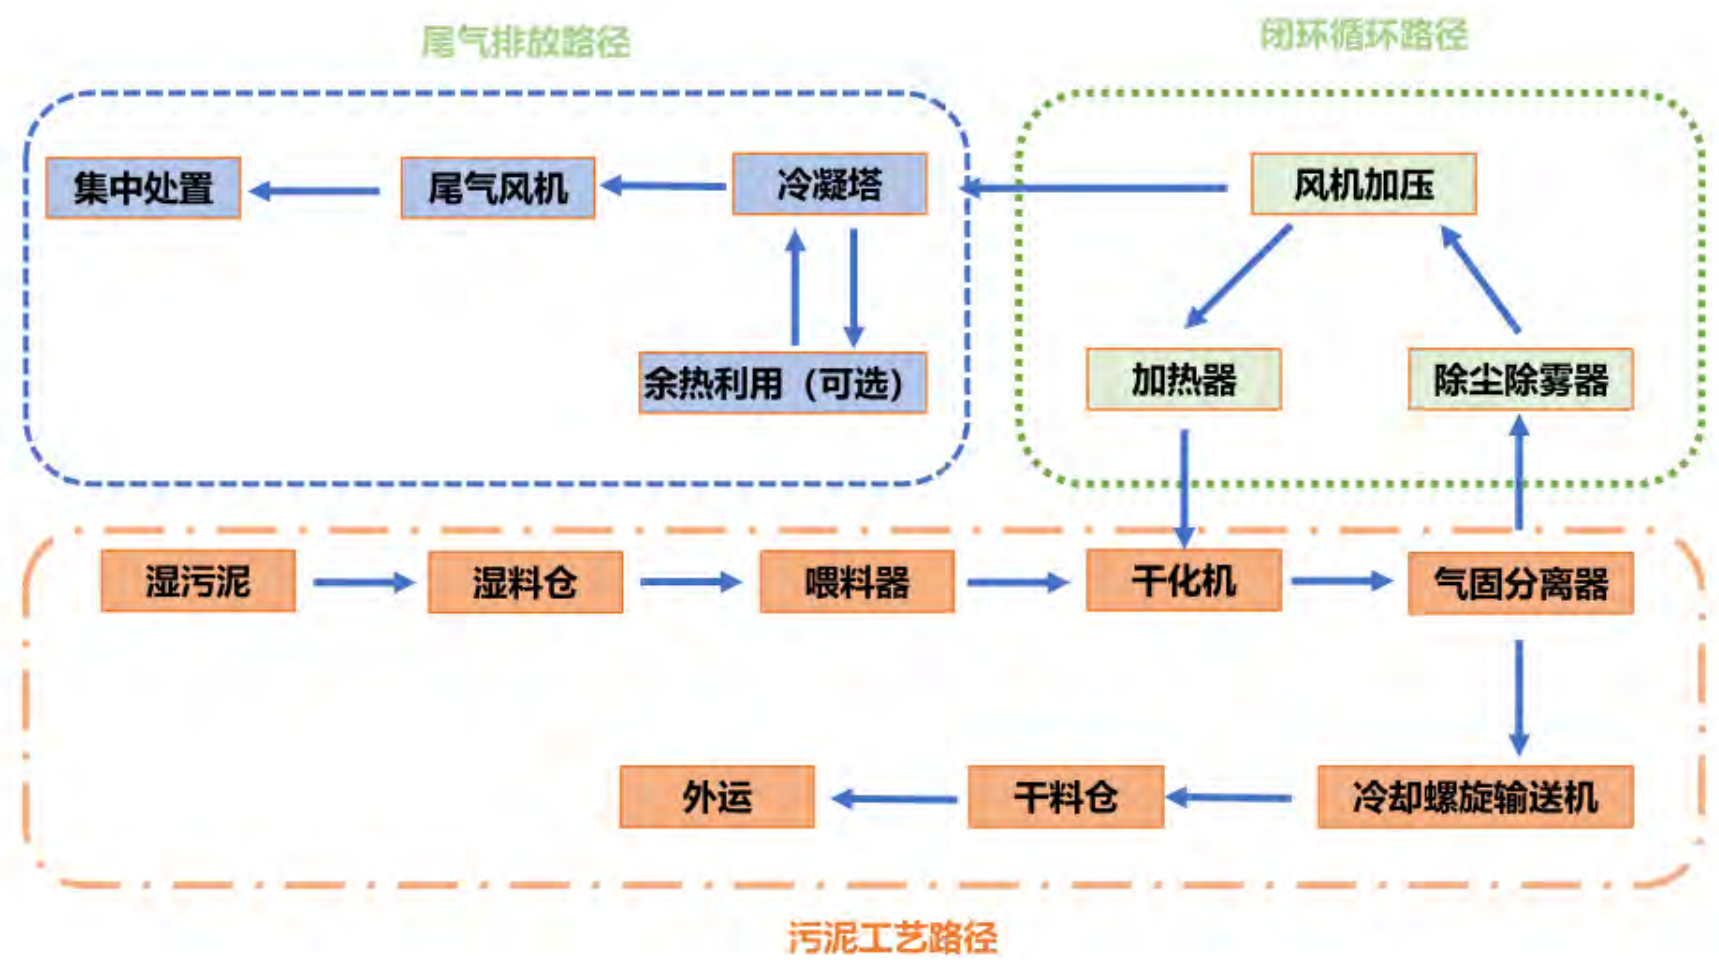 尾气排放路径
闭环循环路径
集中处置
尾气风机
冷凝塔
风机加压
余热利用（可选）
加热器
除尘除雾器
湿污泥
湿料仓
喂料器
干化机
气固分离器
外运
干料仓
冷却螺旋输送机
污泥工艺路径